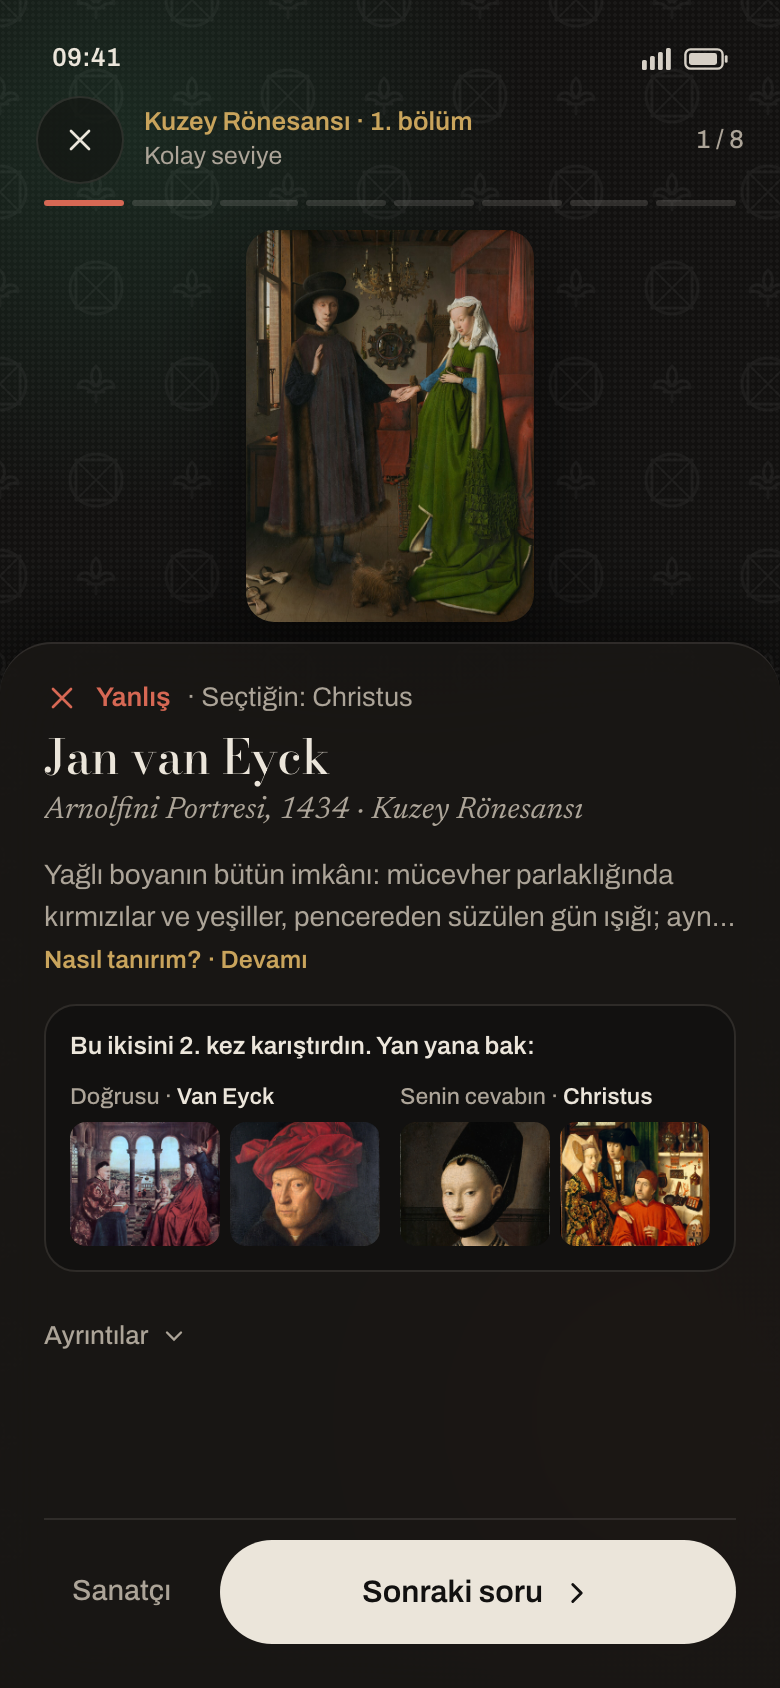 09:41
Kuzey Rönesansı · 1. bölüm
Kolay seviye
1 / 8
Yanlış · Seçtiğin: Christus
Jan van Eyck
Arnolfini Portresi, 1434 · Kuzey Rönesansı
Yağlı boyanın bütün imkânı: mücevher parlaklığında
kırmızılar ve yeşiller, pencereden süzülen gün ışığı; ayn...
Nasıl tanırım? · Devamı
Bu ikisini 2. kez karıştırdın. Yan yana bak:
Doğrusu · Van Eyck
Senin cevabın · Christus
Ayrıntılar
Sanatçı
Sonraki soru